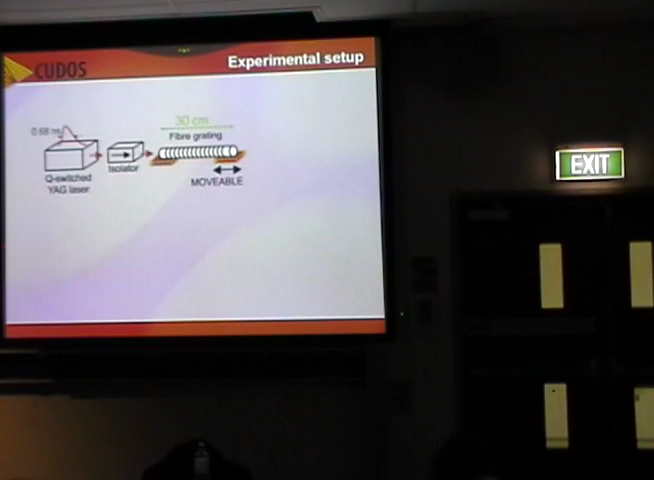 CUDOS
Experimental setup
30 cm
0.68 ns
Fibre grating
Isolator
Q-switched
YAG laser
MOVEABLE
EXIT